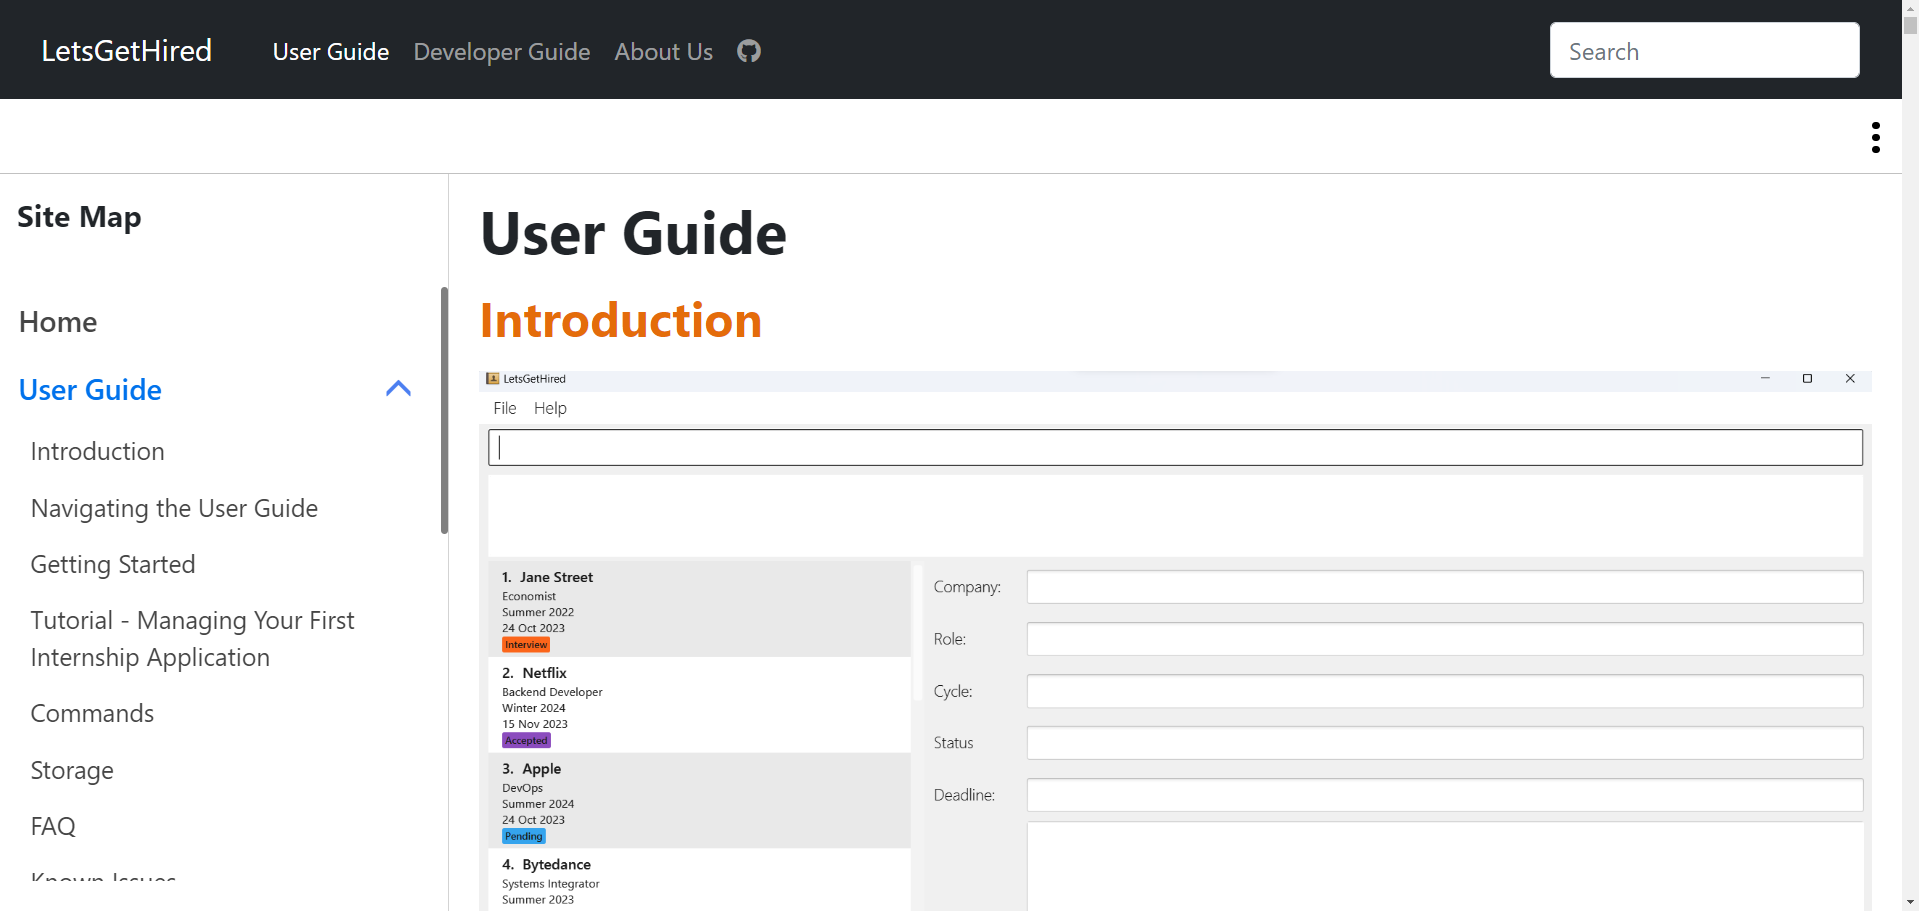 LetsGetHired
User Guide
Developer Guide
About Us
Search
Site Map
Home
User Guide
Introduction
Navigating the User Guide
Getting Started
Tutorial - Managing Your First
Internship Application
Commands
Storage
FAQ
Known Issues
User Guide
Introduction
LetsGetHired
File Help
1. Jane Street
Economist
Summer 2022
24 Oct 2023
Interview
2. Netflix
Backend Developer
Winter 2024
15 Nov 2023
Accepted
3. Apple
DevOps
Summer 2024
24 Oct 2023
Pending
4. Bytedance
Systems Integrator
Summer 2023
Company:
Role:
Cycle:
Status
Deadline: